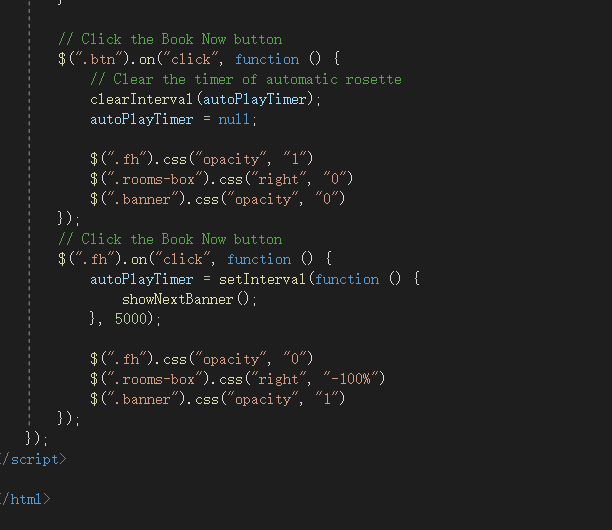 }
// Click the Book Now button
$(".btn").on("click", function () {
// Clear the timer of automatic rosette
clearInterval(autoPlayTimer);
autoPlayTimer = null;
$(".fh").css("opacity", "1")
$(".rooms-box").css("right", "0")
$(".banner").css("opacity", "0")
});
// Click the Book Now button
$(".fh").on("click", function () {
autoPlayTimer = setInterval(function () {
showNextBanner();
}, 5000);
$(".fh").css("opacity", "0")
$(".rooms-box").css("right", "-100%")
$(".banner").css("opacity", "1")
});
});
/script>
/html>